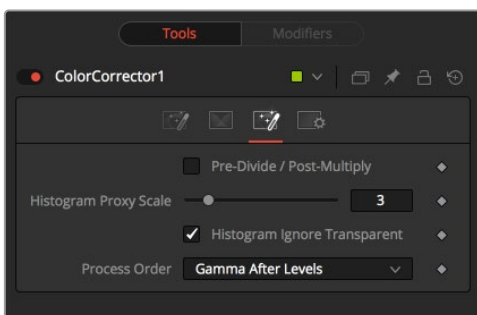 Tools Modifiers
ColorCorrector1
Pre-Divide / Post-Multiply
Histogram Proxy Scale 3
Histogram Ignore Transparent
Process Order Gamma After Levels